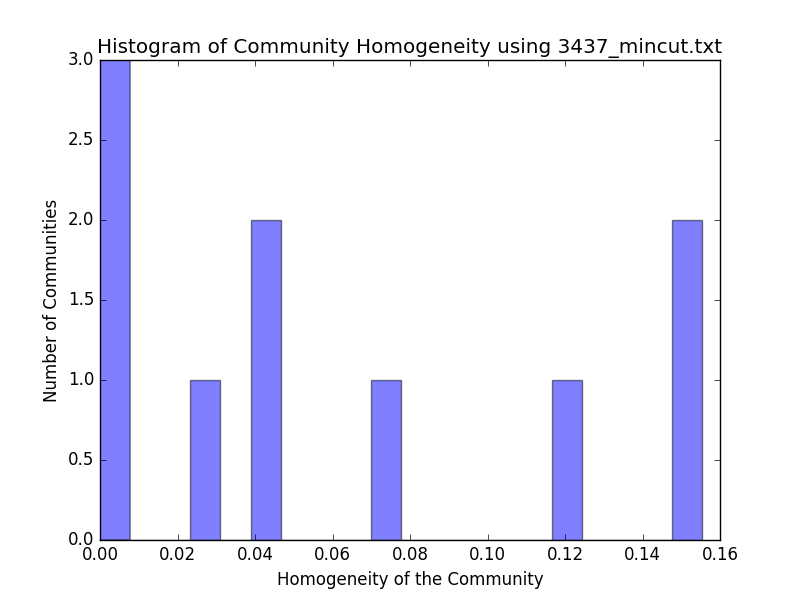 Histogram of Community Homogeneity using 3437_mincut.txt
3.0
2.5
2.0
1.5
1.0
0.5
0.0
Number of Communities
0.00 0.02 0.04 0.06 0.08 0.10 0.12 0.14 0.16
Homogeneity of the Community